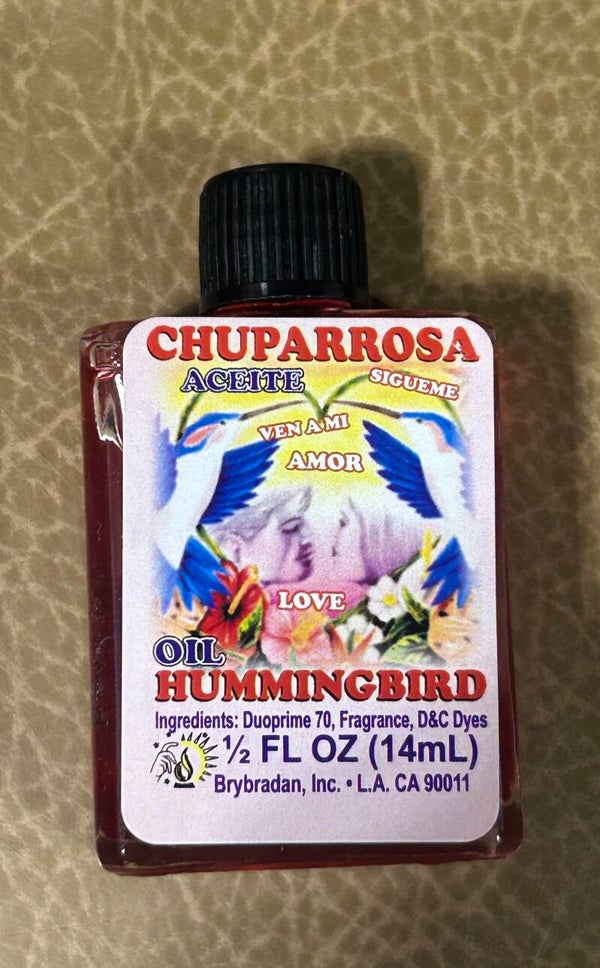 CHUPARROSA
ACEITE
SIGUEME
VEN A MI
AMOR
LOVE
OIL
HUMMINGBIRD
Ingredients: Duoprime 70, Fragrance, D&C Dyes
½ FL OZ (14mL)
Brybradan, Inc. • L.A. CA 90011